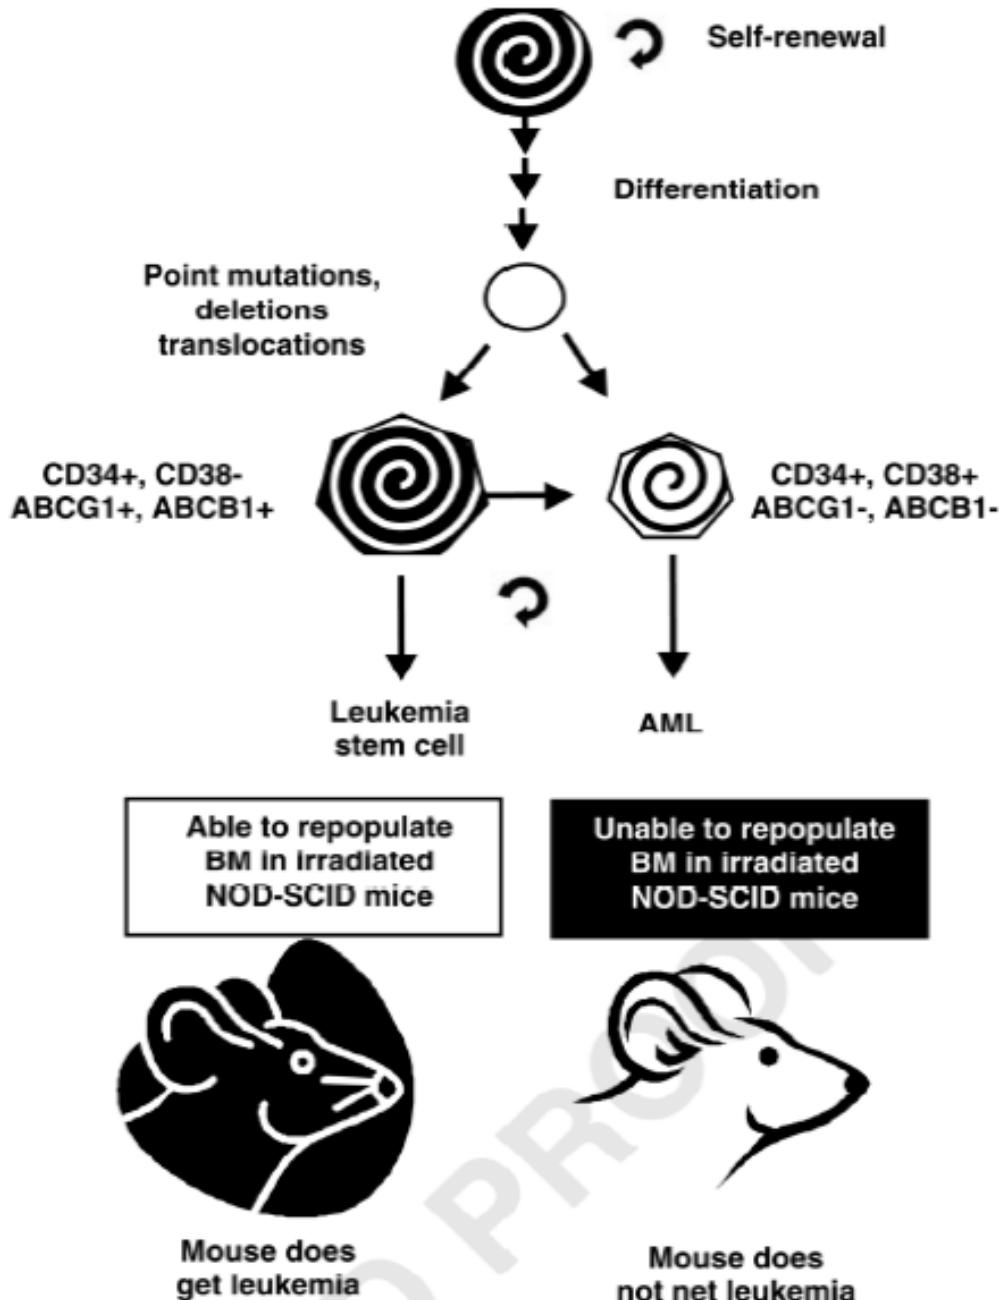 Self-renewal
Differentiation
Point mutations,
deletions
translocations
CD34+, CD38-
ABCG1+, ABCB1+
CD34+, CD38+
ABCG1-, ABCB1-
Leukemia
stem cell
AML
Able to repopulate
BM in irradiated
NOD-SCID mice
Unable to repopulate
BM in irradiated
NOD-SCID mice
Mouse does
get leukemia
Mouse does
not net leukemia